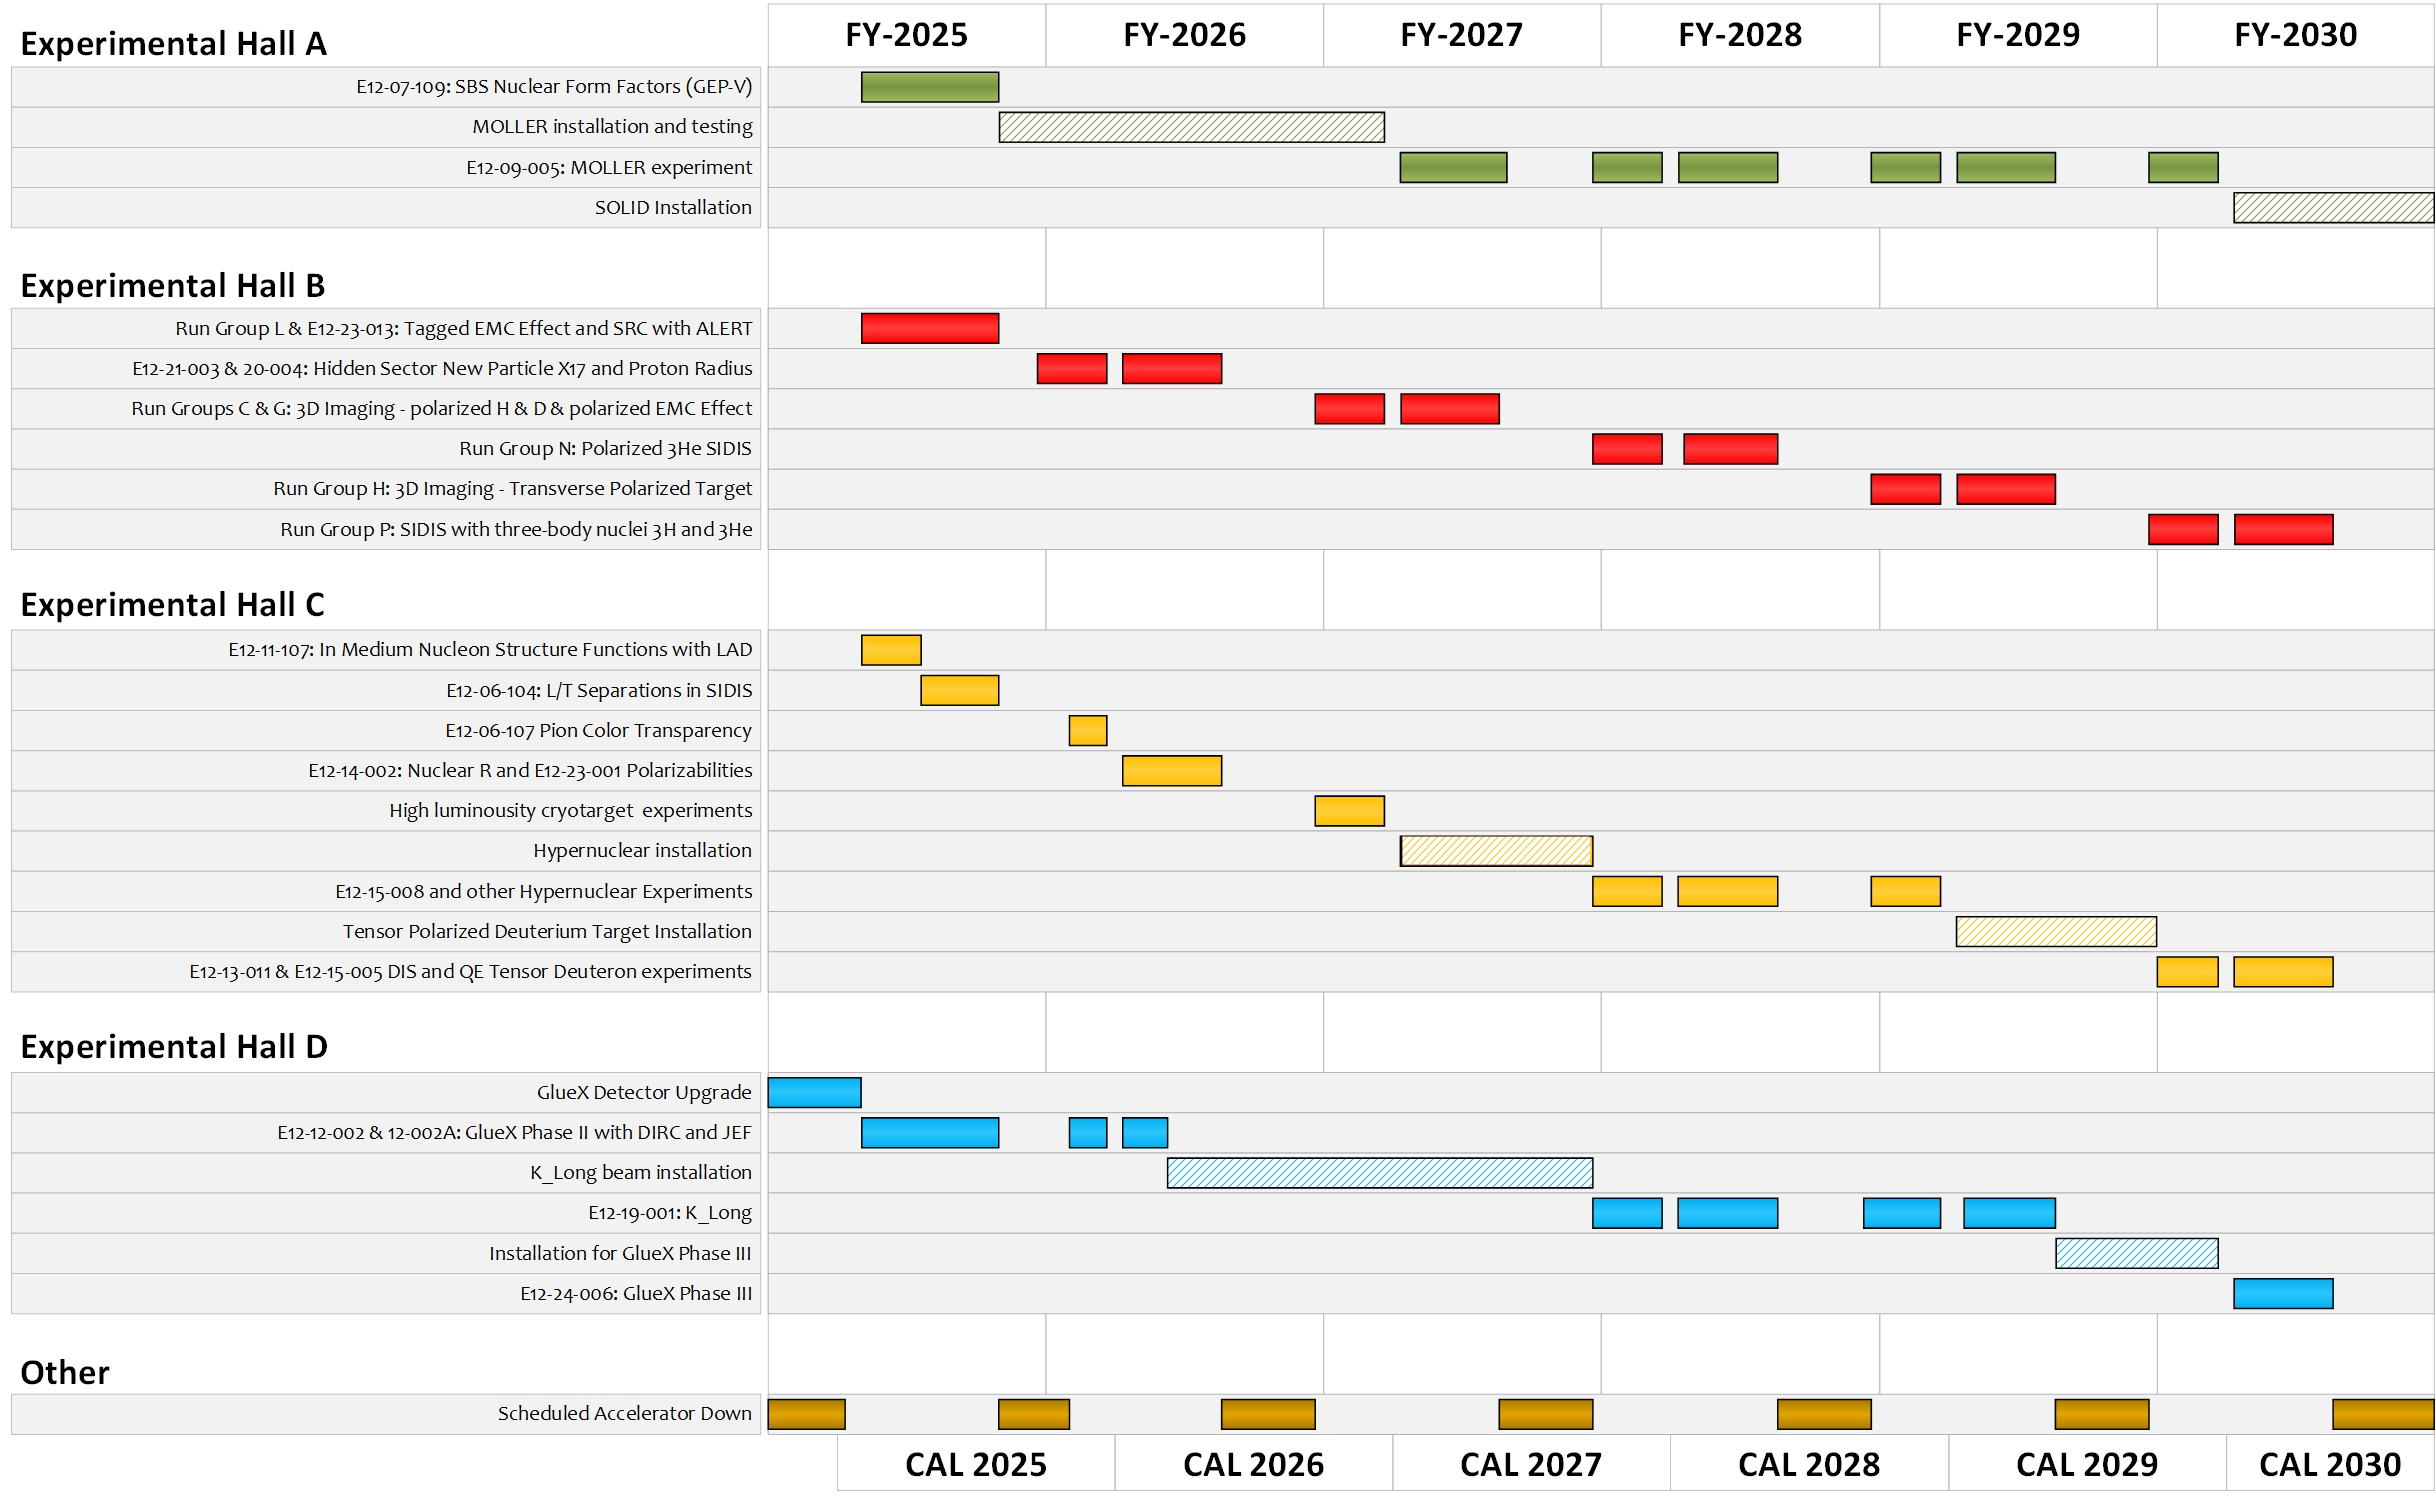 FY-2025 FY-2026 FY-2027 FY-2028 FY-2029 FY-2030
Experimental Hall A
E12-07-109: SBS Nuclear Form Factors (GEP-V)
MOLLER installation and testing
E12-09-005: MOLLER experiment
SOLID Installation
Experimental Hall B
Run Group L & E12-23-013: Tagged EMC Effect and SRC with ALERT
E12-21-003 & 20-004: Hidden Sector New Particle X17 and Proton Radius
Run Groups C & G: 3D Imaging - polarized H & D & polarized EMC Effect
Run Group N: Polarized 3He SIDIS
Run Group H: 3D Imaging - Transverse Polarized Target
Run Group P: SIDIS with three-body nuclei 3H and 3He
Experimental Hall C
E12-11-107: In Medium Nucleon Structure Functions with LAD
E12-06-104: L/T Separations in SIDIS
E12-06-107 Pion Color Transparency
E12-14-002: Nuclear R and E12-23-001 Polarizabilities
High luminousity cryotarget experiments
Hypernuclear installation
E12-15-008 and other Hypernuclear Experiments
Tensor Polarized Deuterium Target Installation
E12-13-011 & E12-15-005 DIS and QE Tensor Deuteron experiments
Experimental Hall D
GlueX Detector Upgrade
E12-12-002 & 12-002A: GlueX Phase II with DIRC and JEF
K_Long beam installation
E12-19-001: K_Long
Installation for GlueX Phase III
E12-24-006: GlueX Phase III
Other
Scheduled Accelerator Down
CAL 2025 CAL 2026 CAL 2027 CAL 2028 CAL 2029 CAL 2030